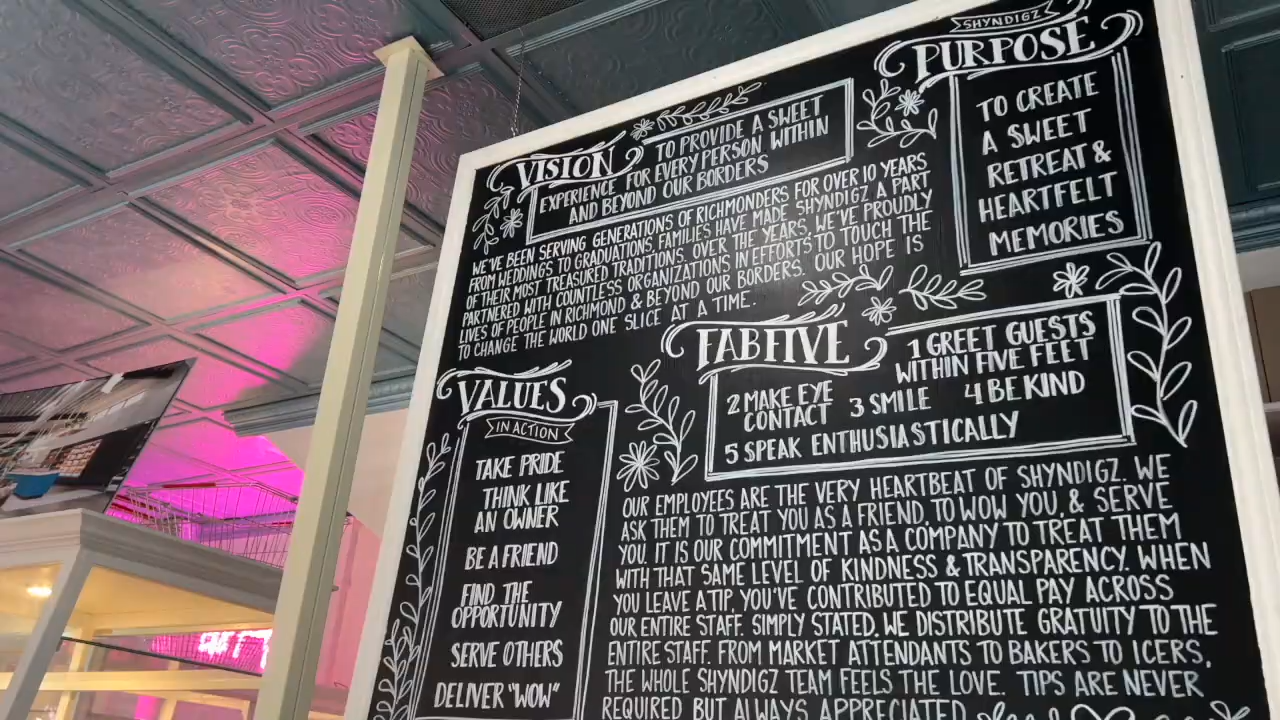 SHYNDIGZ
PURPOSE
TO CREATE
A SWEET
RETREAT &
HEARTFELT
MEMORIES
VISION
TO PROVIDE A SWEET
EXPERIENCE FOR EVERY PERSON WITHIN
AND BEYOND OUR BORDERS
WE'VE BEEN SERVING GENERATIONS OF RICHMONDERS FOR OVER 10 YEARS
FROM WEDDINGS TO GRADUATIONS, FAMILIES HAVE MADE SHYNDIGZ A PART
OF THEIR MOST TREASURED TRADITIONS. OVER THE YEARS, WE'VE PROUDLY
PARTNERED WITH COUNTLESS ORGANIZATIONS IN EFFORTS TO TOUCH THE
LIVES OF PEOPLE IN RICHMOND & BEYOND OUR BORDERS. OUR HOPE IS
TO CHANGE THE WORLD ONE SLICE AT A TIME.
FAB FIVE
1 GREET GUESTS
WITHIN FIVE FEET
2 MAKE EYE
CONTACT 3 SMILE 4 BE KIND
5 SPEAK ENTHUSIASTICALLY
VALUES
IN ACTION
TAKE PRIDE
THINK LIKE
AN OWNER
BE A FRIEND
FIND THE
OPPORTUNITY
SERVE OTHERS
DELIVER "WOW"
OUR EMPLOYEES ARE THE VERY HEARTBEAT OF SHYNDIGZ. WE
ASK THEM TO TREAT YOU AS A FRIEND, TO WOW YOU, & SERVE
YOU. IT IS OUR COMMITMENT AS A COMPANY TO TREAT THEM
WITH THAT SAME LEVEL OF KINDNESS & TRANSPARENCY. WHEN
YOU LEAVE A TIP, YOU'VE CONTRIBUTED TO EQUAL PAY ACROSS
OUR ENTIRE STAFF. SIMPLY STATED, WE DISTRIBUTE GRATUITY TO THE
ENTIRE STAFF. FROM MARKET ATTENDANTS TO BAKERS TO ICERS,
THE WHOLE SHYNDIGZ TEAM FEELS THE LOVE. TIPS ARE NEVER
REQUIRED BUT ALWAYS APPRECIATED